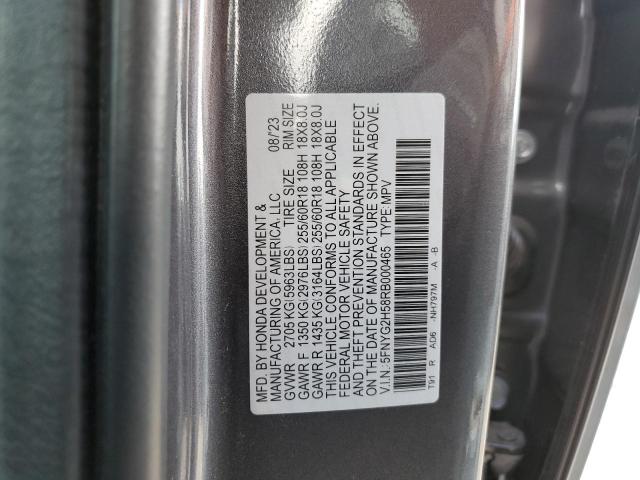 MFD. BY HONDA DEVELOPMENT &
MANUFACTURING OF AMERICA, LLC 08/'23
GVWR 2705 KG(5963LBS) TIRE SIZE RIM SIZE
GAWR F 1350 KG(2976LBS) 255/60R18 108H 18X8.0J
GAWR R 1435 KG(3164LBS) 255/60R18 108H 18X8.0J
THIS VEHICLE CONFORMS TO ALL APPLICABLE
FEDERAL MOTOR VEHICLE SAFETY
AND THEFT PREVENTION STANDARDS IN EFFECT
ON THE DATE OF MANUFACTURE SHOWN ABOVE.
V.I.N.:5FNYG2H58RB000465 TYPE:MPV
T91 R AD6 -NH797M -A -B